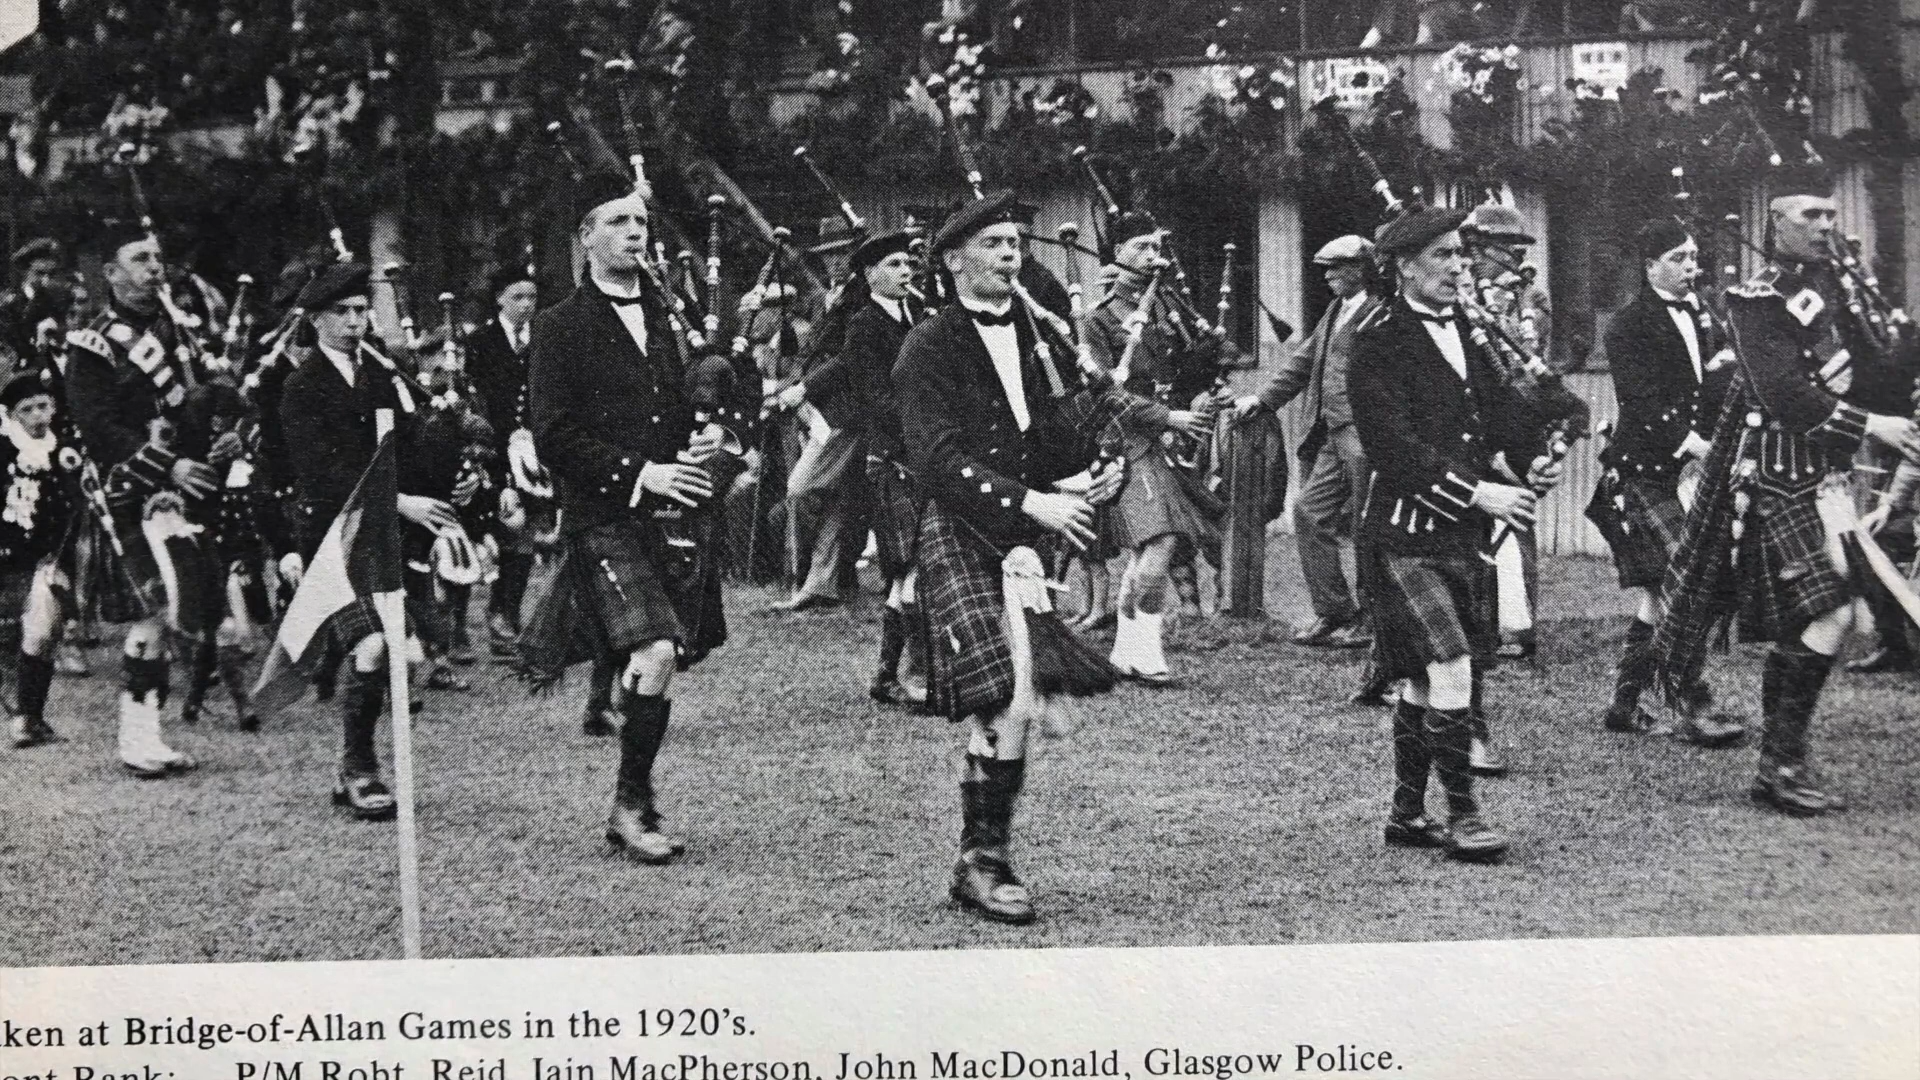 ken at Bridge-of-Allan Games in the 1920's.
ont Rank: P/M Robt. Reid, Iain MacPherson, John MacDonald, Glasgow Police.